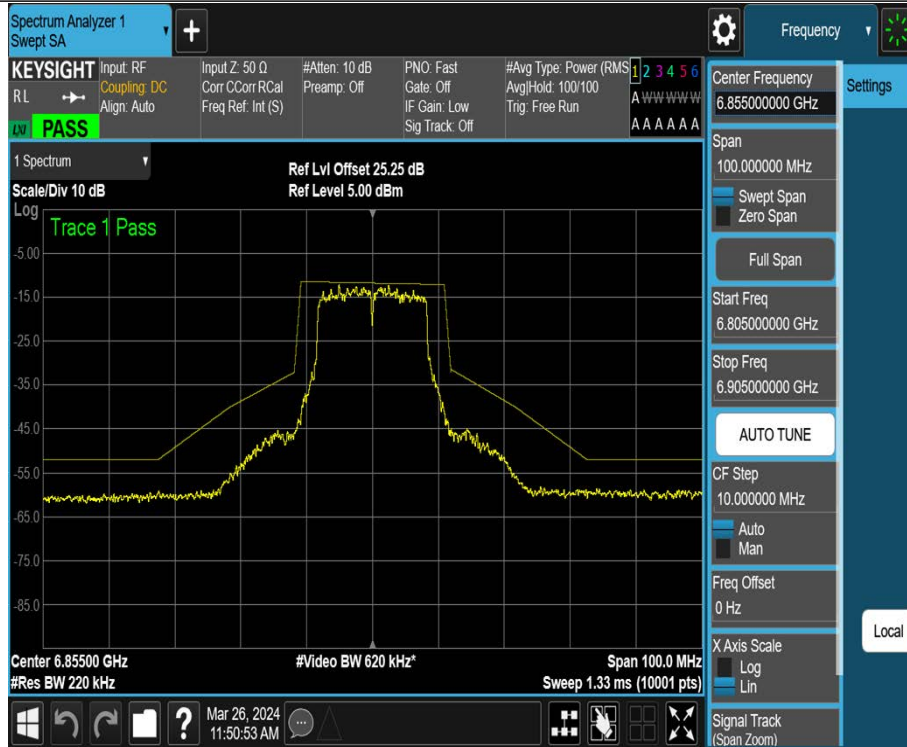 Spectrum Analyzer 1
Swept SA
+
Frequency
KEYSIGHT
RL
LXI
PASS
Input: RF
Coupling: DC
Align: Auto
Input Z: 50 Ω
Corr CCorr RCal
Freq Ref: Int (S)
#Atten: 10 dB
Preamp: Off
PNO: Fast
Gate: Off
IF Gain: Low
Sig Track: Off
#Avg Type: Power (RMS
Avg|Hold: 100/100
Trig: Free Run
1 2 3 4 5 6
A W W W W W
A A A A A A
1 Spectrum
Scale/Div 10 dB
Ref Lvl Offset 25.25 dB
Ref Level 5.00 dBm
Log
Trace 1 Pass
-5.00
-15.0
-25.0
-35.0
-45.0
-55.0
-65.0
-75.0
-85.0
Center 6.85500 GHz
#Video BW 620 kHz*
Span 100.0 MHz
#Res BW 220 kHz
Sweep 1.33 ms (10001 pts)
?
Mar 26, 2024
11:50:53 AM
Center Frequency
6.855000000 GHz
Settings
Span
100.000000 MHz
Swept Span
Zero Span
Full Span
Start Freq
6.805000000 GHz
Stop Freq
6.905000000 GHz
AUTO TUNE
CF Step
10.000000 MHz
Auto
Man
Freq Offset
0 Hz
Local
X Axis Scale
Log
Lin
Signal Track
(Span Zoom)